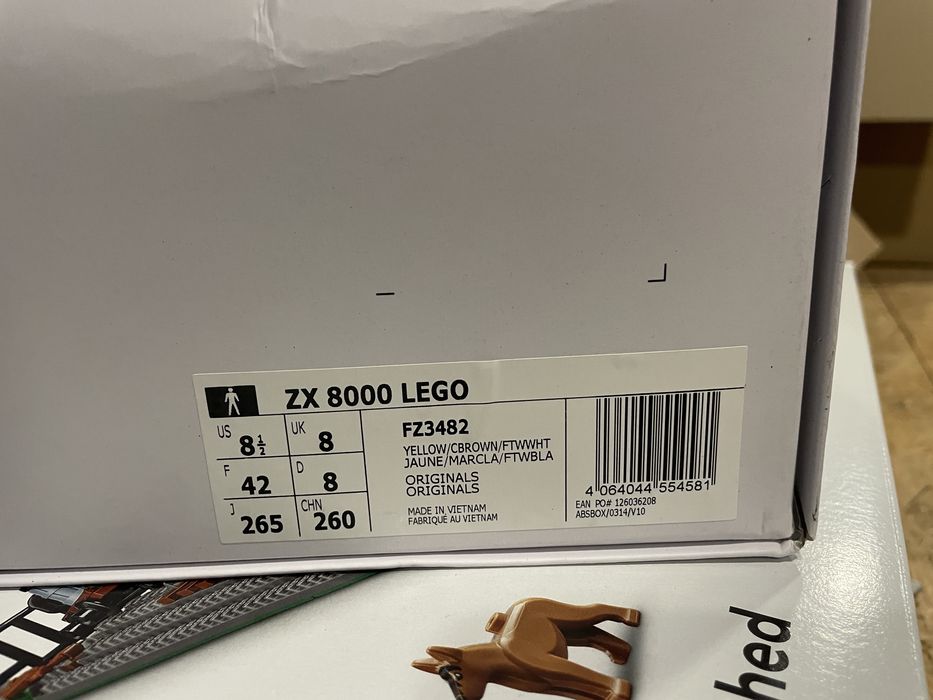 ZX 8000 LEGO
US 8½ UK 8
F 42 D 8
J 265 CHN 260
FZ3482
YELLOW/CBROWN/FTWWHT
JAUNE/MARCLA/FTWBLA
ORIGINALS
ORIGINALS
MADE IN VIETNAM
FABRIQUÉ AU VIETNAM
4 064044 554581
EAN PO# 126036208
ABSBOX/0314/V10
hed